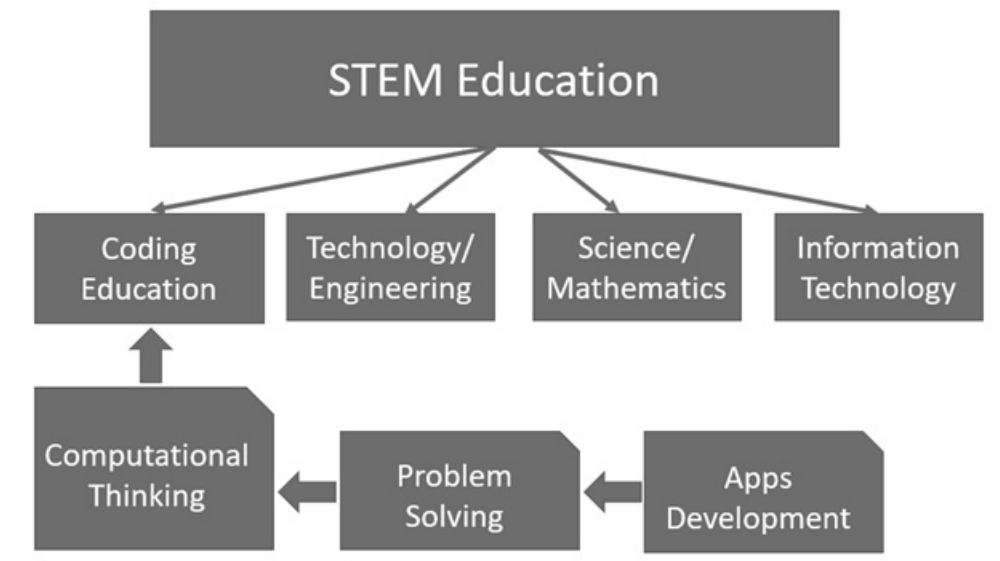 STEM Education
Coding
Education
Technology/
Engineering
Science/
Mathematics
Information
Technology
Computational
Thinking
Problem
Solving
Apps
Development